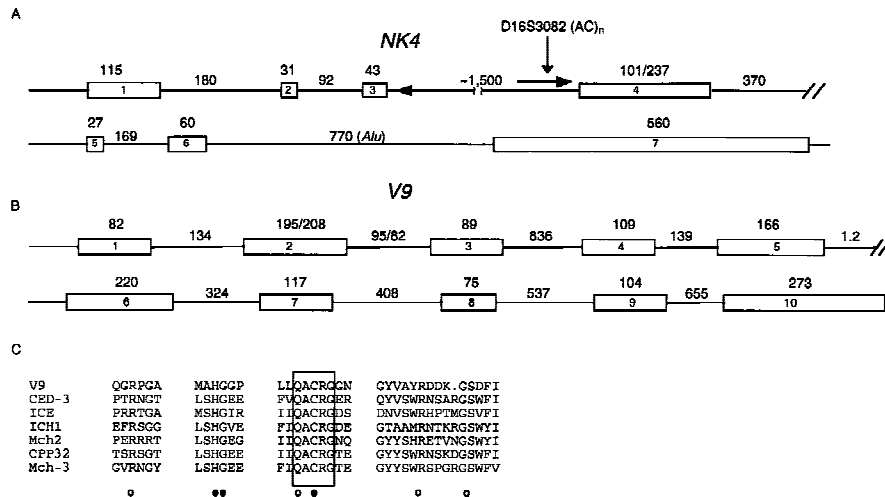 A
NK4
D16S3082 (AC)n
115 180 31 92 43 ~1,500 101/237 370
1 2 3 4
27 169 60 770 (Alu) 560
5 6 7
V9
B
82 134 195/208 95/82 89 836 109 139 166 1.2
1 2 3 4 5
220 324 117 408 75 537 104 655 273
6 7 8 9 10
C
V9 QGRPGA MAHGGP LLQACRGGN GYVAYRDDK.GSDFI
CED-3 PTRNGT LSHGEE FVQACRGER QYVSWRNSARGSWFI
ICE PRRTGA MSHGIR IIQACRGDS DNVSWRHPTMGSVFI
ICH1 EFRSGG LSHGVE FIQACRGDE GTAAMRNTKRGSWYI
Mch2 PERRRT LSHGEG IIQACRGNQ GYYSHRETVNGSWYI
CPP32 TSRSGT LSHGEE IIQACRGTE GYYSWRNSKDGSWFI
Mch-3 GVRNGY LSHGEE FIQACRGTE GYYSWRSPGRGSWFV